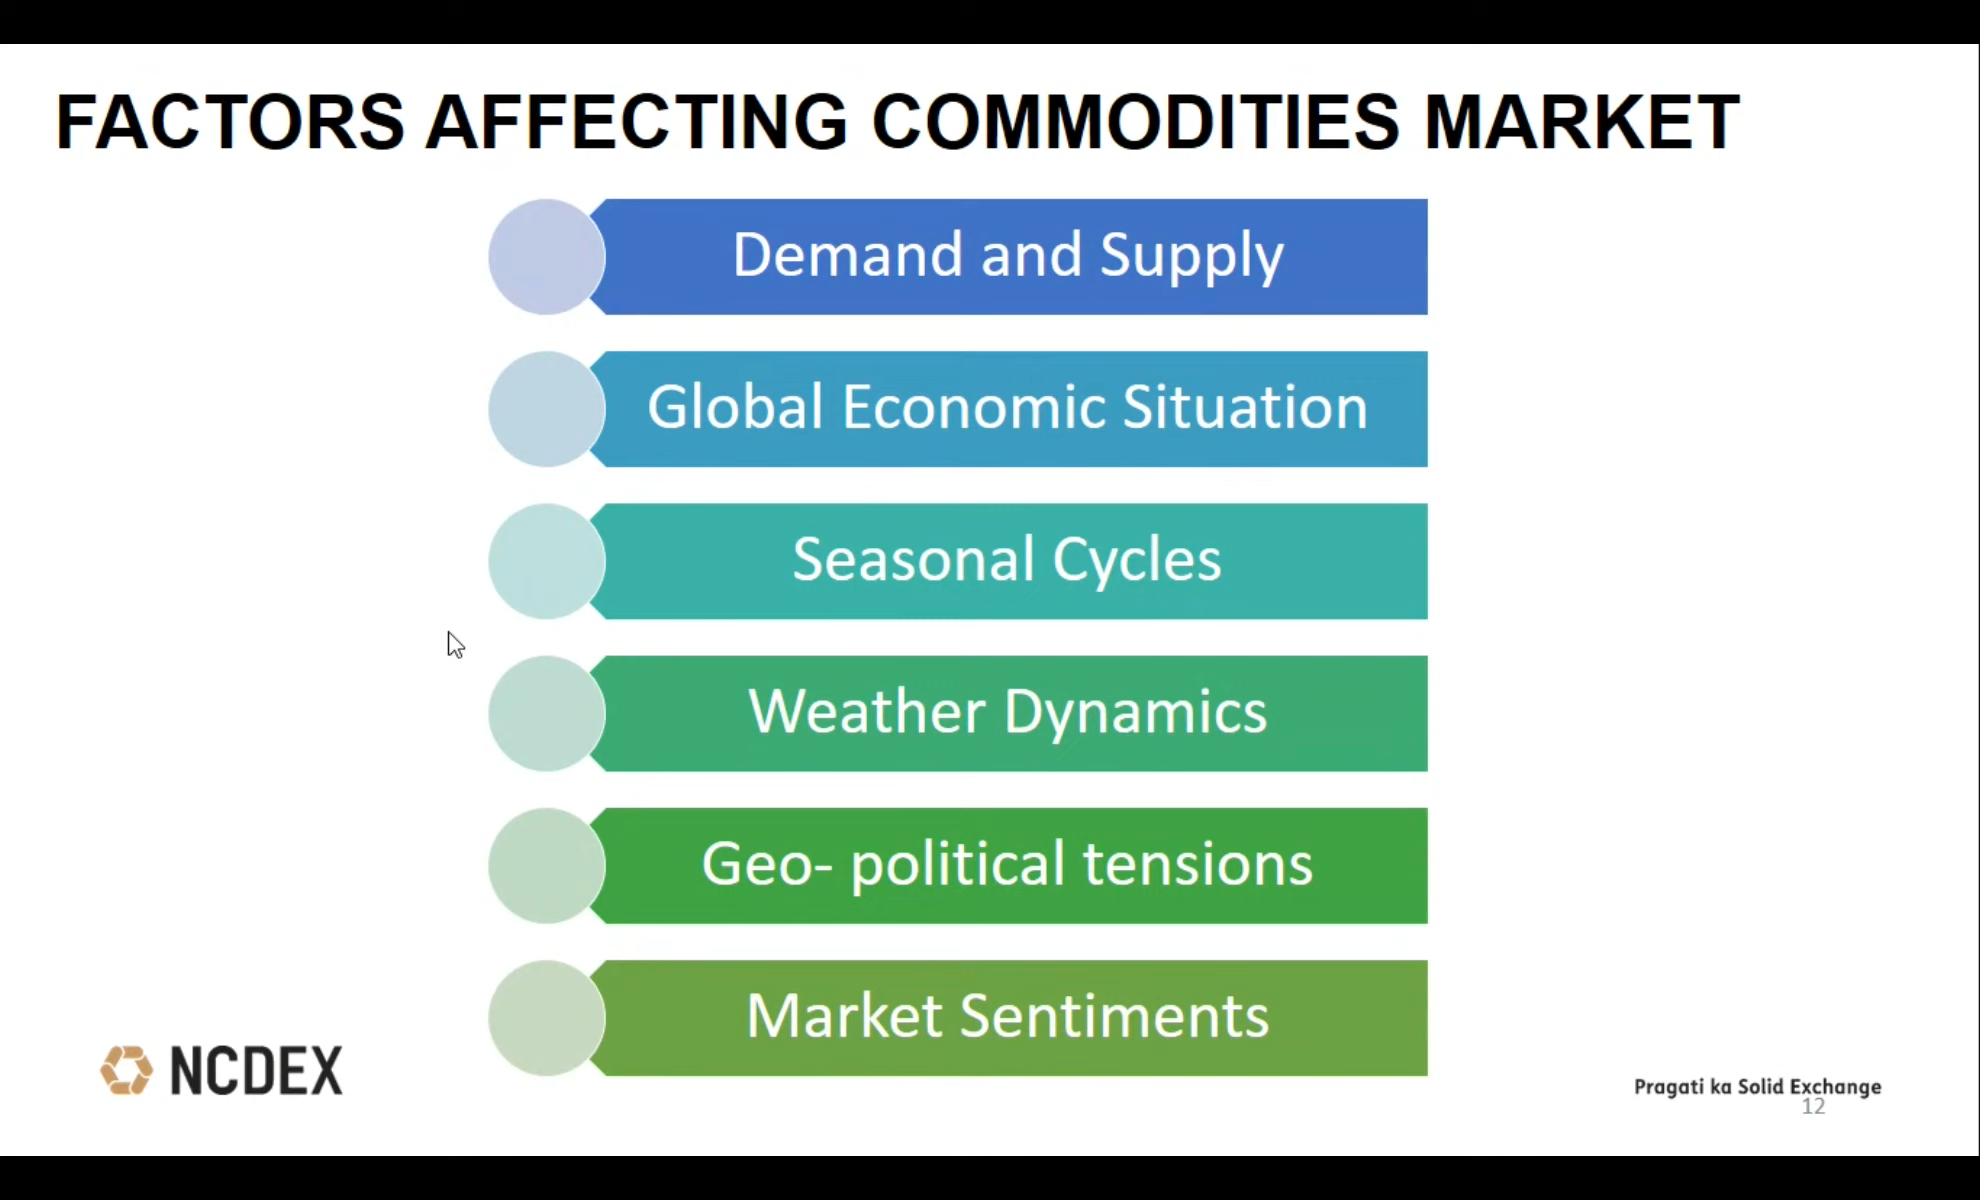 FACTORS AFFECTING COMMODITIES MARKET
Demand and Supply
Global Economic Situation
Seasonal Cycles
Weather Dynamics
Geo- political tensions
Market Sentiments
NCDEX
Pragati ka Solid Exchange
12